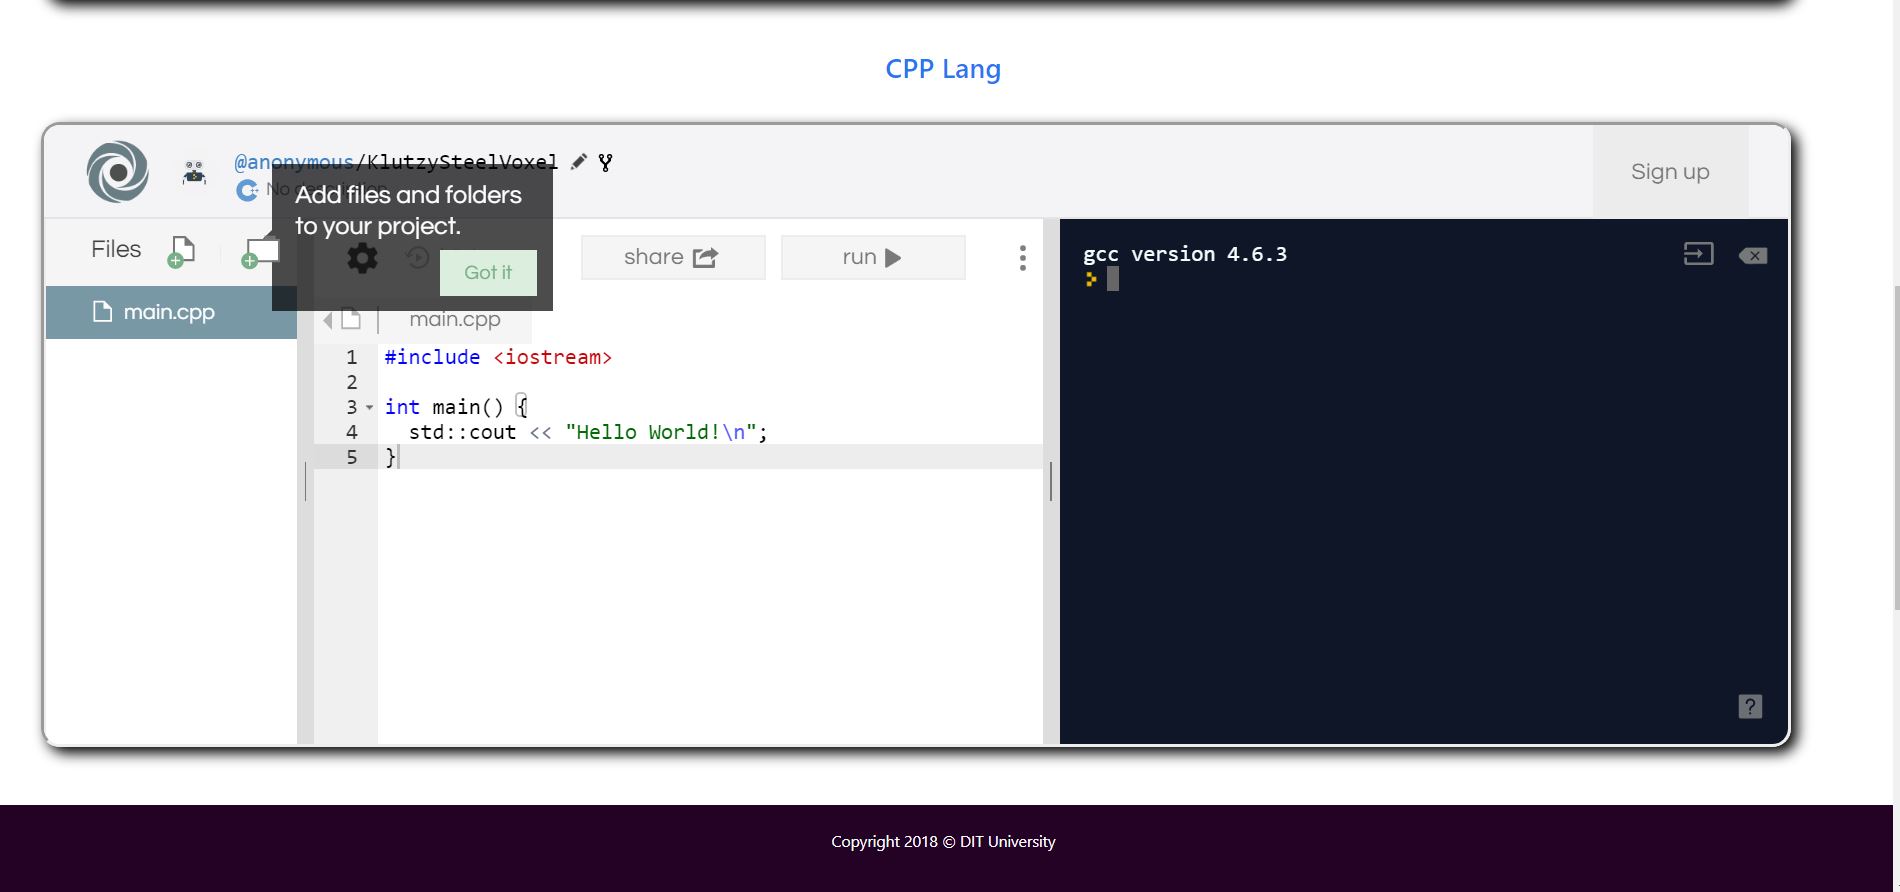 CPP Lang
@anonymous/KlutzySteelVoxel
No description
Sign up
Add files and folders
to your project.
Got it
Files
share
run
main.cpp
main.cpp
1 #include <iostream>
2
3 int main() {
4 std::cout << "Hello World!\n";
5 }
gcc version 4.6.3
?
Copyright 2018 © DIT University